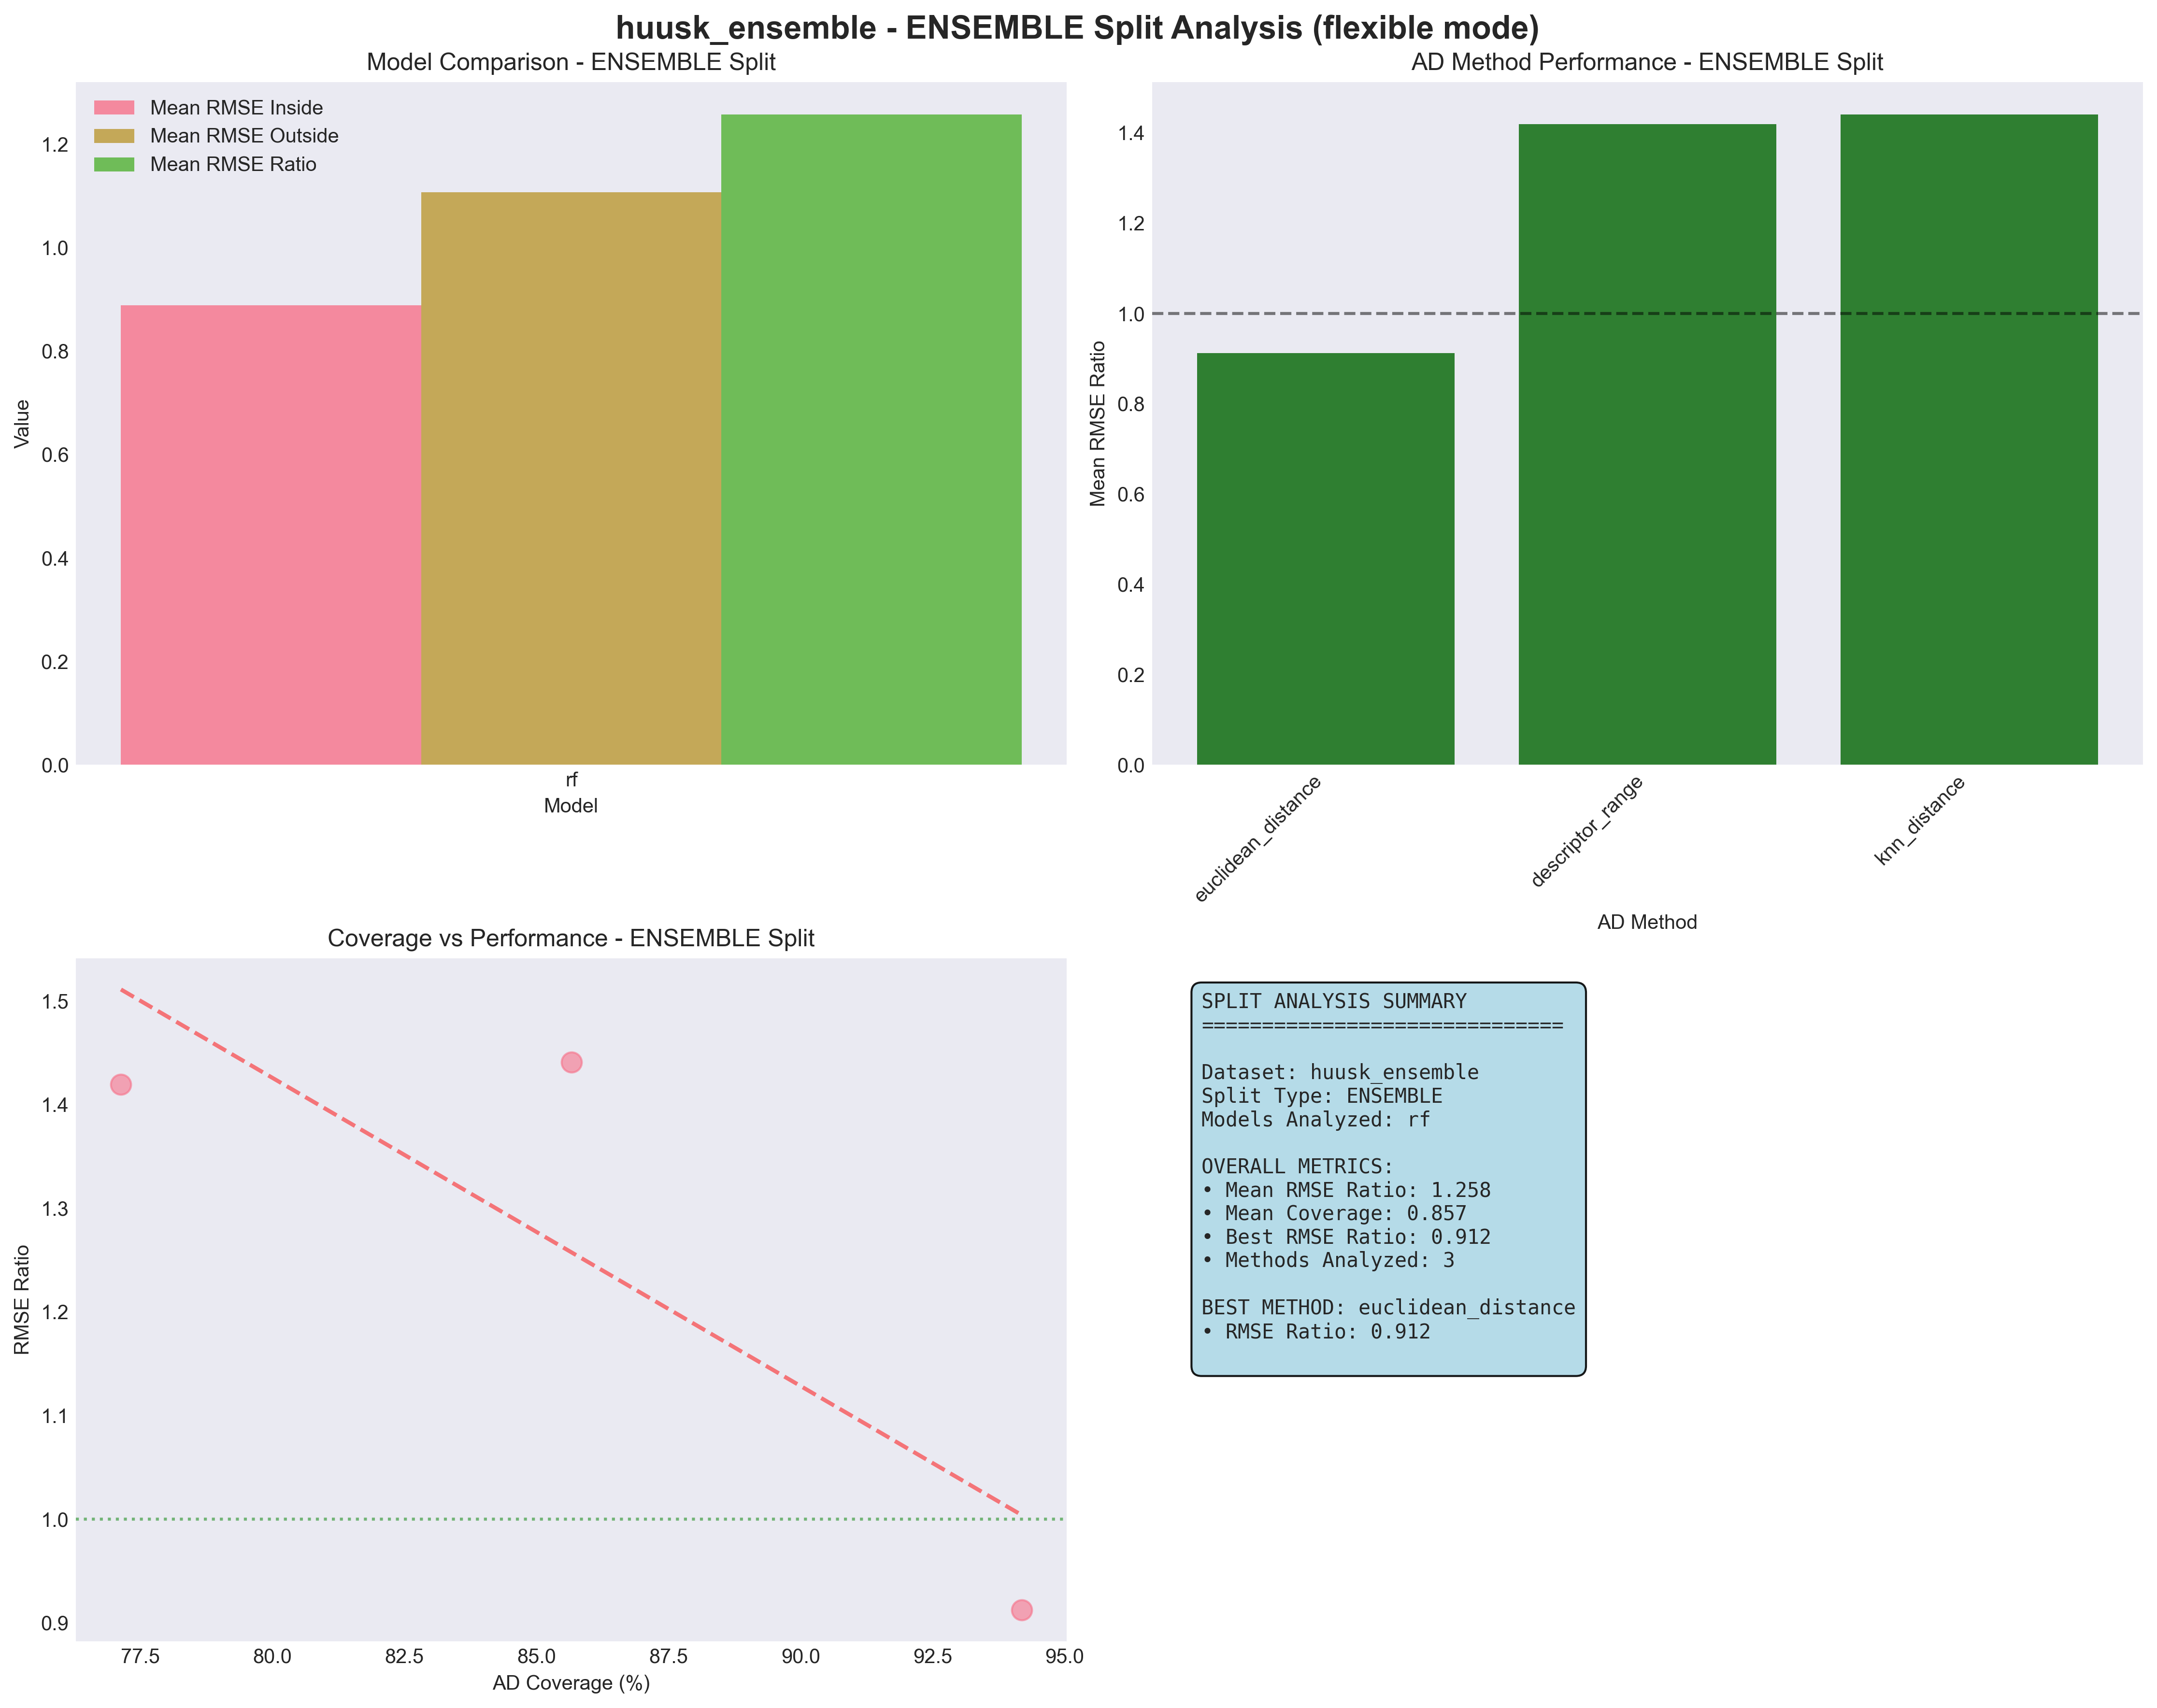 huusk_ensemble - ENSEMBLE Split Analysis (flexible mode)
Model Comparison - ENSEMBLE Split
Mean RMSE Inside
Mean RMSE Outside
Mean RMSE Ratio
1.2
1.0
0.8
0.6
0.4
0.2
0.0
Value
rf
Model
AD Method Performance - ENSEMBLE Split
1.4
1.2
1.0
0.8
0.6
0.4
0.2
0.0
Mean RMSE Ratio
euclidean_distance
descriptor_range
knn_distance
AD Method
Coverage vs Performance - ENSEMBLE Split
1.5
1.4
1.3
1.2
1.1
1.0
0.9
RMSE Ratio
77.5
80.0
82.5
85.0
87.5
90.0
92.5
95.0
AD Coverage (%)
SPLIT ANALYSIS SUMMARY
==============================
Dataset: huusk_ensemble
Split Type: ENSEMBLE
Models Analyzed: rf
OVERALL METRICS:
• Mean RMSE Ratio: 1.258
• Mean Coverage: 0.857
• Best RMSE Ratio: 0.912
• Methods Analyzed: 3
BEST METHOD: euclidean_distance
• RMSE Ratio: 0.912